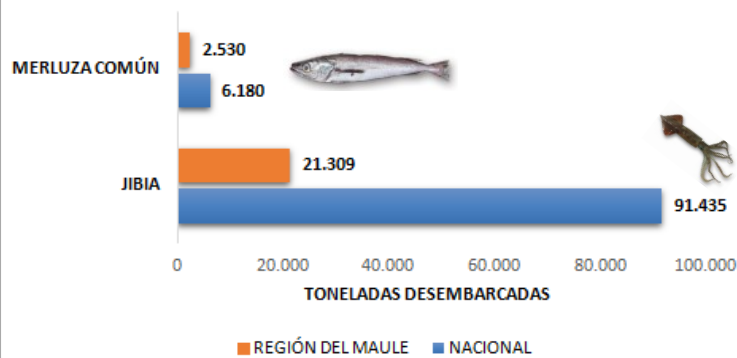 MERLUZA COMÚN
2.530
6.180
JIBIA
21.309
91.435
0 20.000 40.000 60.000 80.000 100.000
TONELADAS DESEMBARCADAS
REGIÓN DEL MAULE NACIONAL